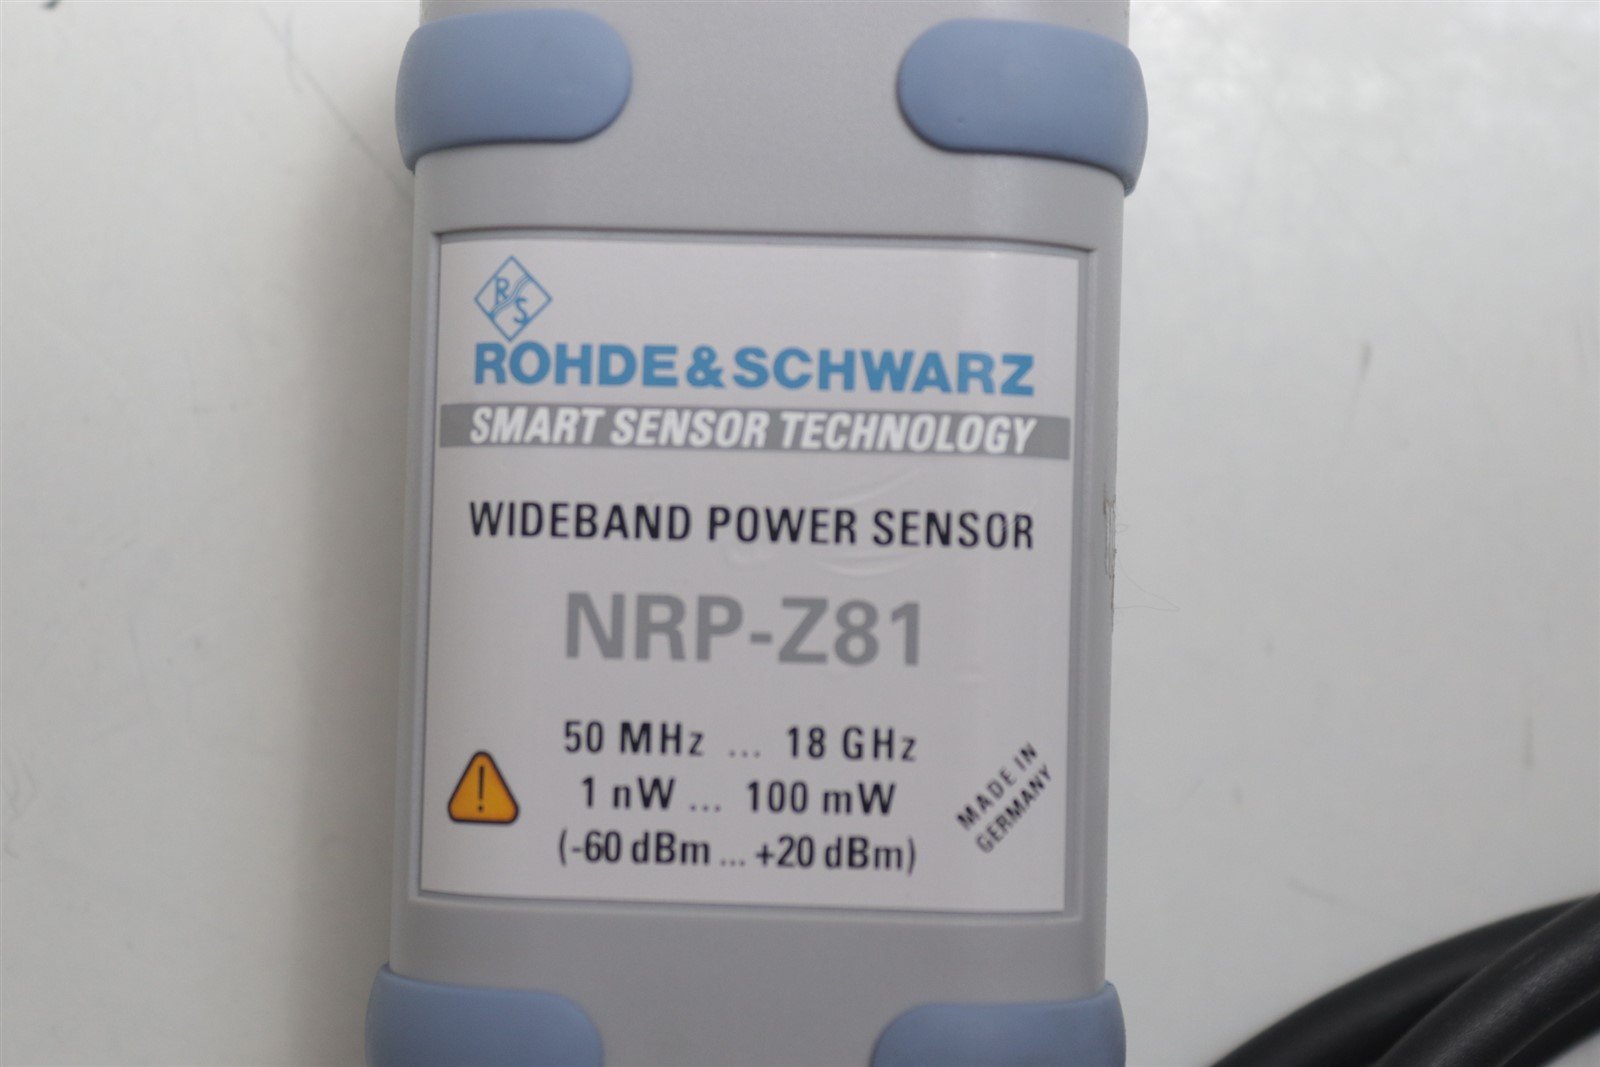 R
S
ROHDE&SCHWARZ
SMART SENSOR TECHNOLOGY
WIDEBAND POWER SENSOR
NRP-Z81
50 MHz ... 18 GHz
1 nW ... 100 mW
(-60 dBm ... +20 dBm)
!
MADE IN
GERMANY